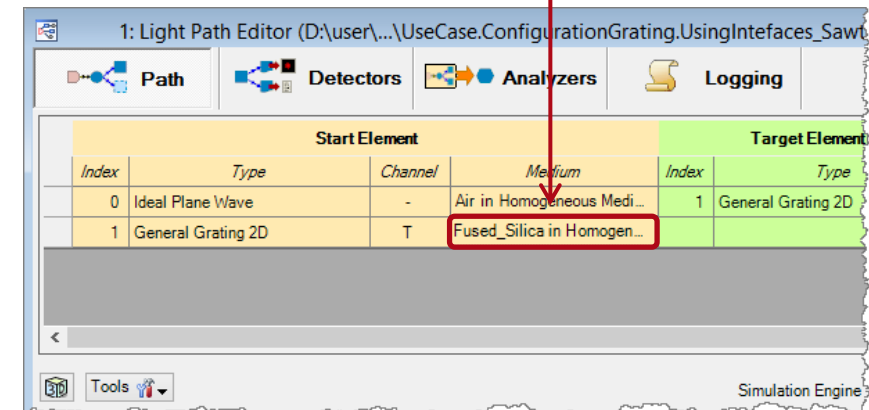 1: Light Path Editor (D:\user\...\UseCase.ConfigurationGrating.UsingIntefaces_Sawt
Path Detectors Analyzers Logging
Start Element Target Element
Index Type Channel Medium Index Type
0 Ideal Plane Wave - Air in Homogeneous Medi... 1 General Grating 2D
1 General Grating 2D T Fused_Silica in Homogen...
3D Tools Simulation Engine